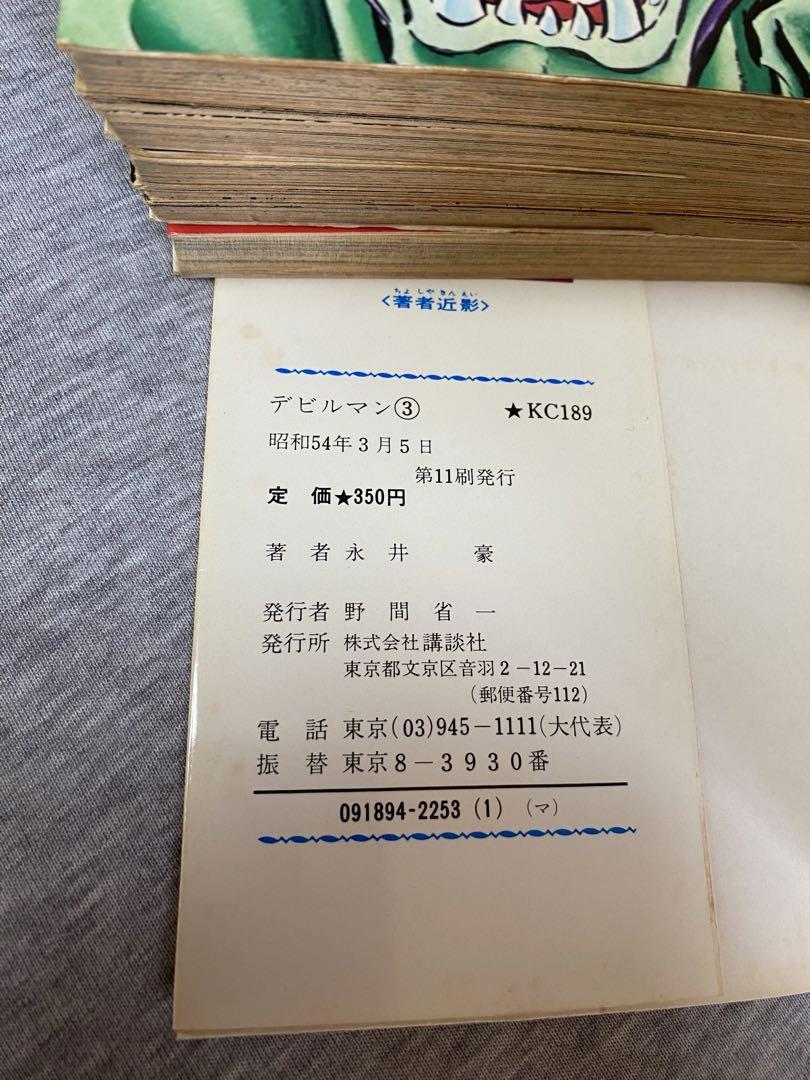 ちよ しや きん えい
〈著者近影〉
デビルマン③ ★KC189
昭和54年3月5日
第11刷発行
定 価★350円
著 者 永 井 豪
発行者 野 間 省 一
発行所 株式会社講談社
東京都文京区音羽2-12-21
(郵便番号112)
電 話 東京(03)945-1111(大代表)
振 替 東京8-3930番
091894-2253 (1) (マ)